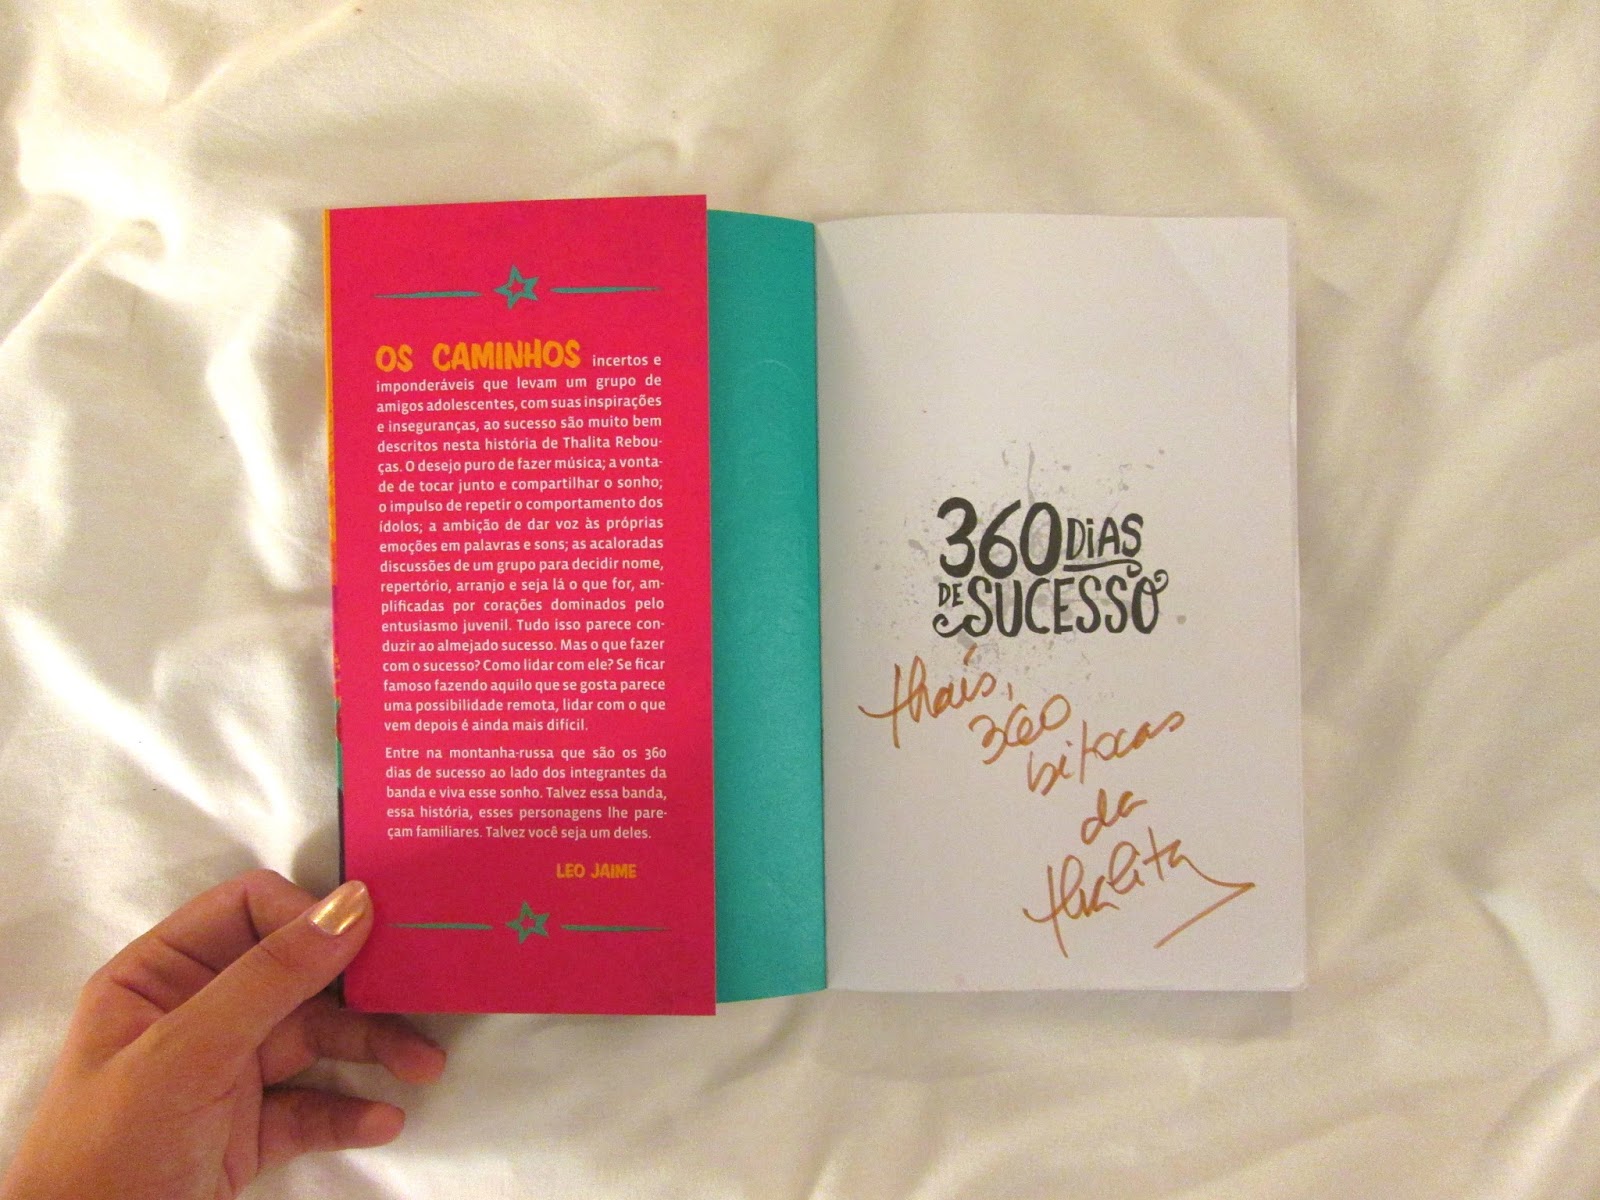 OS CAMINHOS incertos e
imponderáveis que levam um grupo de
amigos adolescentes, com suas inspirações
e inseguranças, ao sucesso são muito bem
descritos nesta história de Thalita Rebou-
ças. O desejo puro de fazer música; a vonta-
de de tocar junto e compartilhar o sonho;
o impulso de repetir o comportamento dos
ídolos; a ambição de dar voz às próprias
emoções em palavras e sons; as acaloradas
discussões de um grupo para decidir nome,
repertório, arranjo e seja lá o que for, am-
plificadas por corações dominados pelo
entusiasmo juvenil. Tudo isso parece con-
duzir ao almejado sucesso. Mas o que fazer
com o sucesso? Como lidar com ele? Se ficar
famoso fazendo aquilo que se gosta parece
uma possibilidade remota, lidar com o que
vem depois é ainda mais difícil.
Entre na montanha-russa que são os 360
dias de sucesso ao lado dos integrantes da
banda e viva esse sonho. Talvez essa banda,
essa história, esses personagens lhe pare-
çam familiares. Talvez você seja um deles.
LEO JAIME
360 DIAS
DE SUCESSO
thaís,
360
bitocas
da
thalita